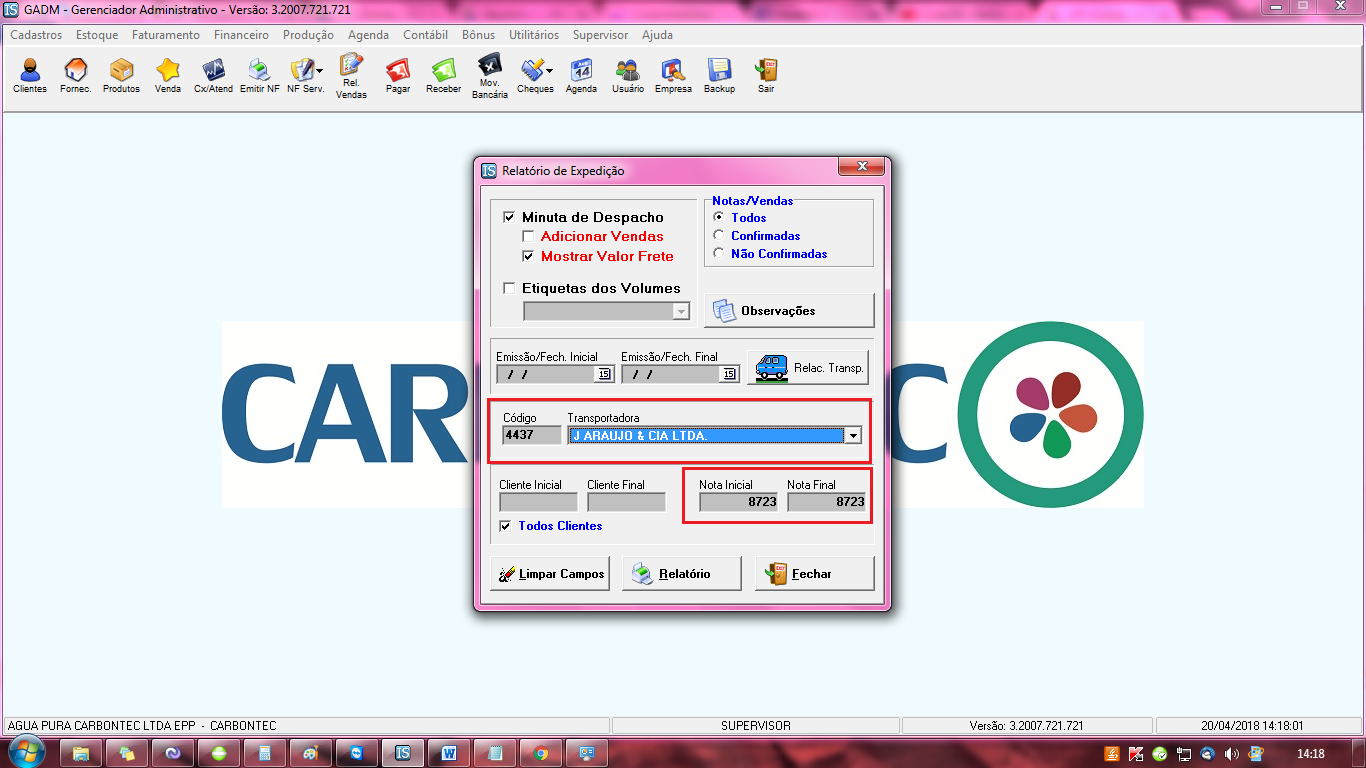 GADM - Gerenciador Administrativo - Versão: 3.2007.721.721
Cadastros Estoque Faturamento Financeiro Produção Agenda Contábil Bônus Utilitários Supervisor Ajuda
Clientes Fornec. Produtos Venda Cx/Atend Emitir NF NF Serv. Rel. Vendas Pagar Receber Mov. Bancária Cheques Agenda Usuário Empresa Backup Sair
Relatório de Expedição
Minuta de Despacho
Adicionar Vendas
Mostrar Valor Frete
Etiquetas dos Volumes
Notas/Vendas
Todos
Confirmadas
Não Confirmadas
Observações
Emissão/Fech. Inicial Emissão/Fech. Final
/ / 15 / / 15 Relac. Transp.
Código Transportadora
4437 J ARAUJO & CIA LTDA.
Cliente Inicial Cliente Final Nota Inicial Nota Final
8723 8723
Todos Clientes
Limpar Campos Relatório Fechar
CAR EC
AGUA PURA CARBONTEC LTDA EPP - CARBONTEC SUPERVISOR Versão: 3.2007.721.721 20/04/2018 14:18:01
14:18